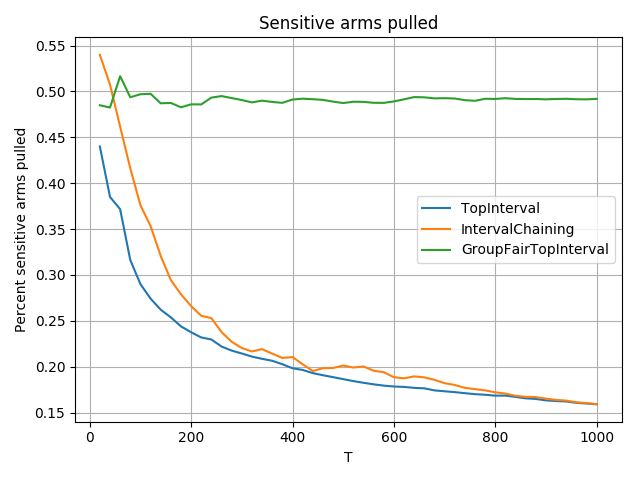 Sensitive arms pulled
Percent sensitive arms pulled
0.55
0.50
0.45
0.40
0.35
0.30
0.25
0.20
0.15
TopInterval
IntervalChaining
GroupFairTopInterval
0 200 400 600 800 1000
T